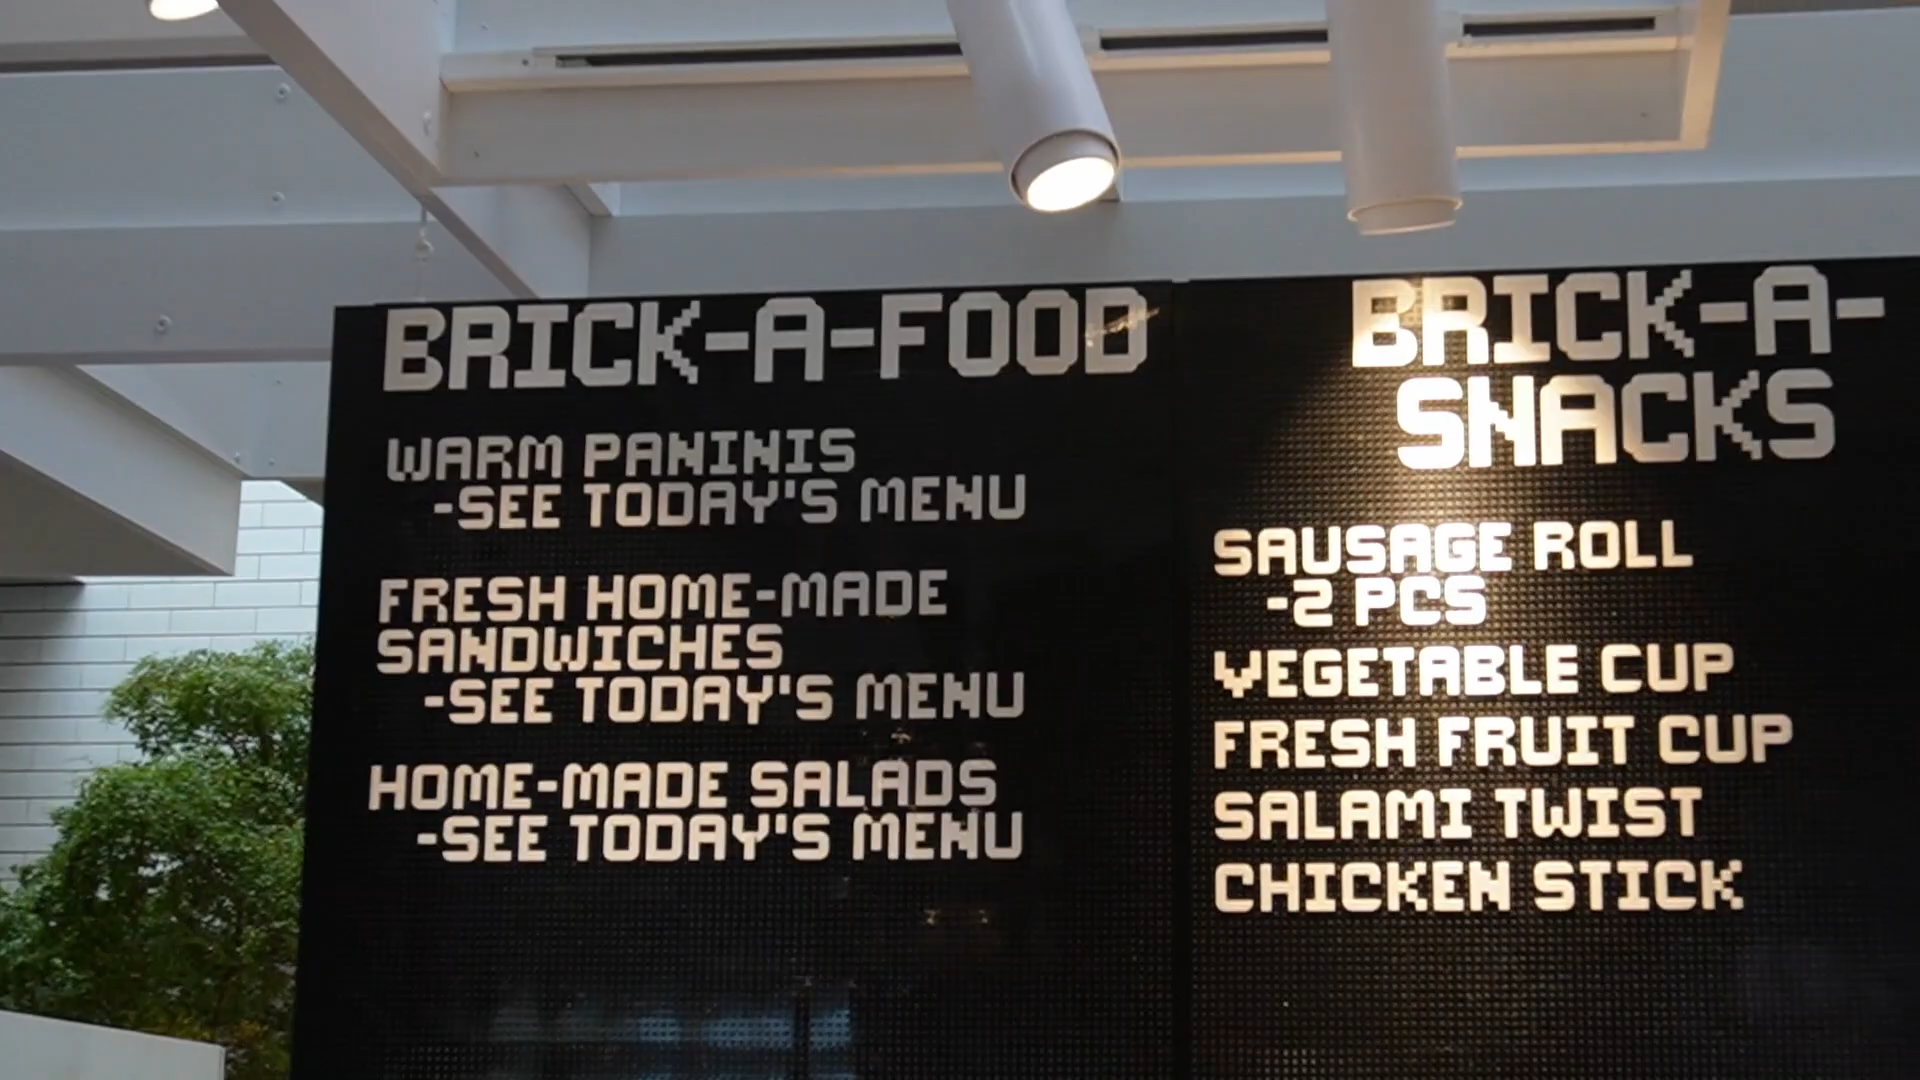 BRICK-A-FOOD
WARM PANINIS
-SEE TODAY'S MENU
FRESH HOME-MADE
SANDWICHES
-SEE TODAY'S MENU
HOME-MADE SALADS
-SEE TODAY'S MENU
BRICK-A-
SNACKS
SAUSAGE ROLL
-2 PCS
VEGETABLE CUP
FRESH FRUIT CUP
SALAMI TWIST
CHICKEN STICK